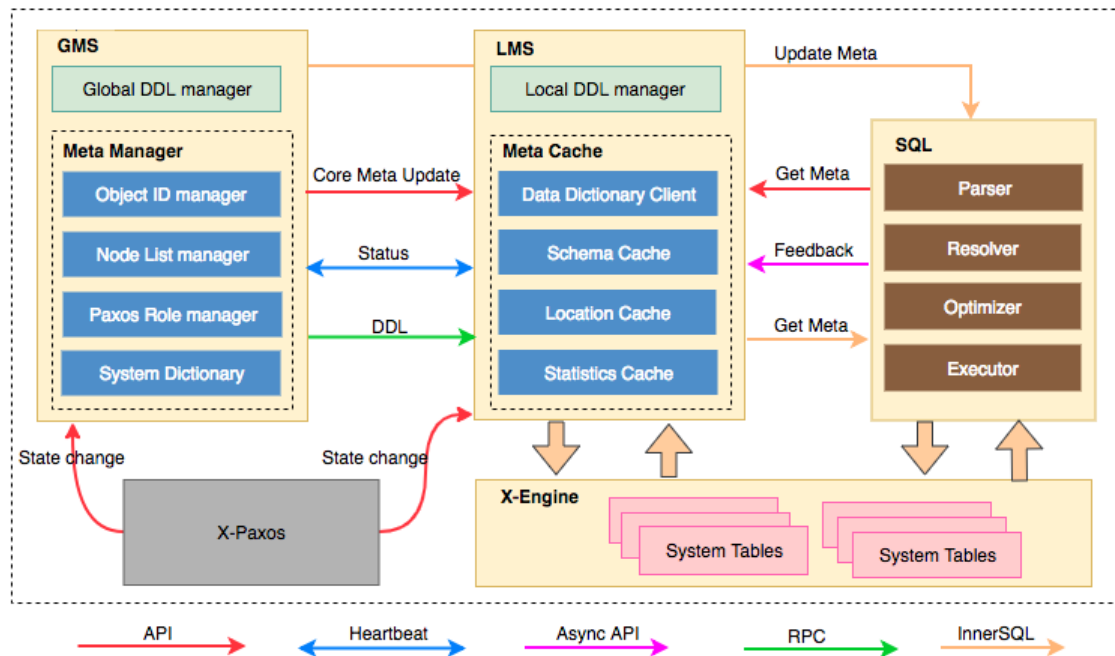 GMS
Global DDL manager
Meta Manager
Object ID manager
Node List manager
Paxos Role manager
System Dictionary
Core Meta Update
Status
DDL
LMS
Local DDL manager
Meta Cache
Data Dictionary Client
Schema Cache
Location Cache
Statistics Cache
Update Meta
Get Meta
Feedback
Get Meta
SQL
Parser
Resolver
Optimizer
Executor
State change
State change
X-Paxos
X-Engine
System Tables
System Tables
API
Heartbeat
Async API
RPC
InnerSQL